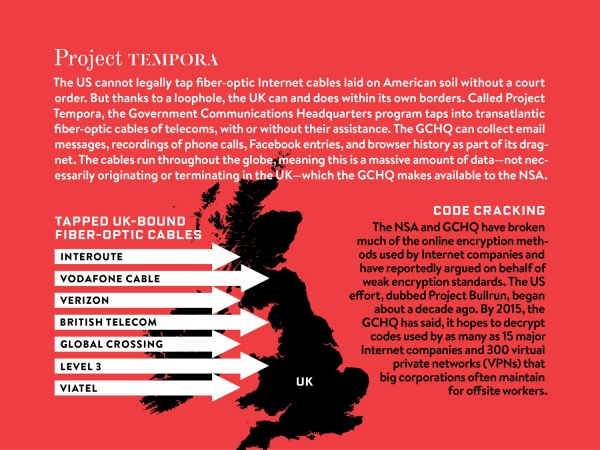 Project TEMPORA
The US cannot legally tap fiber-optic Internet cables laid on American soil without a court
order. But thanks to a loophole, the UK can and does within its own borders. Called Project
Tempora, the Government Communications Headquarters program taps into transatlantic
fiber-optic cables of telecoms, with or without their assistance. The GCHQ can collect email
messages, recordings of phone calls, Facebook entries, and browser history as part of its drag-
net. The cables run throughout the globe, meaning this is a massive amount of data—not nec-
essarily originating or terminating in the UK—which the GCHQ makes available to the NSA.
TAPPED UK-BOUND
FIBER-OPTIC CABLES
INTEROUTE
VODAFONE CABLE
VERIZON
BRITISH TELECOM
GLOBAL CROSSING
LEVEL 3
VIATEL
UK
CODE CRACKING
The NSA and GCHQ have broken
much of the online encryption meth-
ods used by Internet companies and
have reportedly argued on behalf of
weak encryption standards. The US
effort, dubbed Project Bullrun, began
about a decade ago. By 2015, the
GCHQ has said, it hopes to decrypt
codes used by as many as 15 major
Internet companies and 300 virtual
private networks (VPNs) that
big corporations often maintain
for offsite workers.